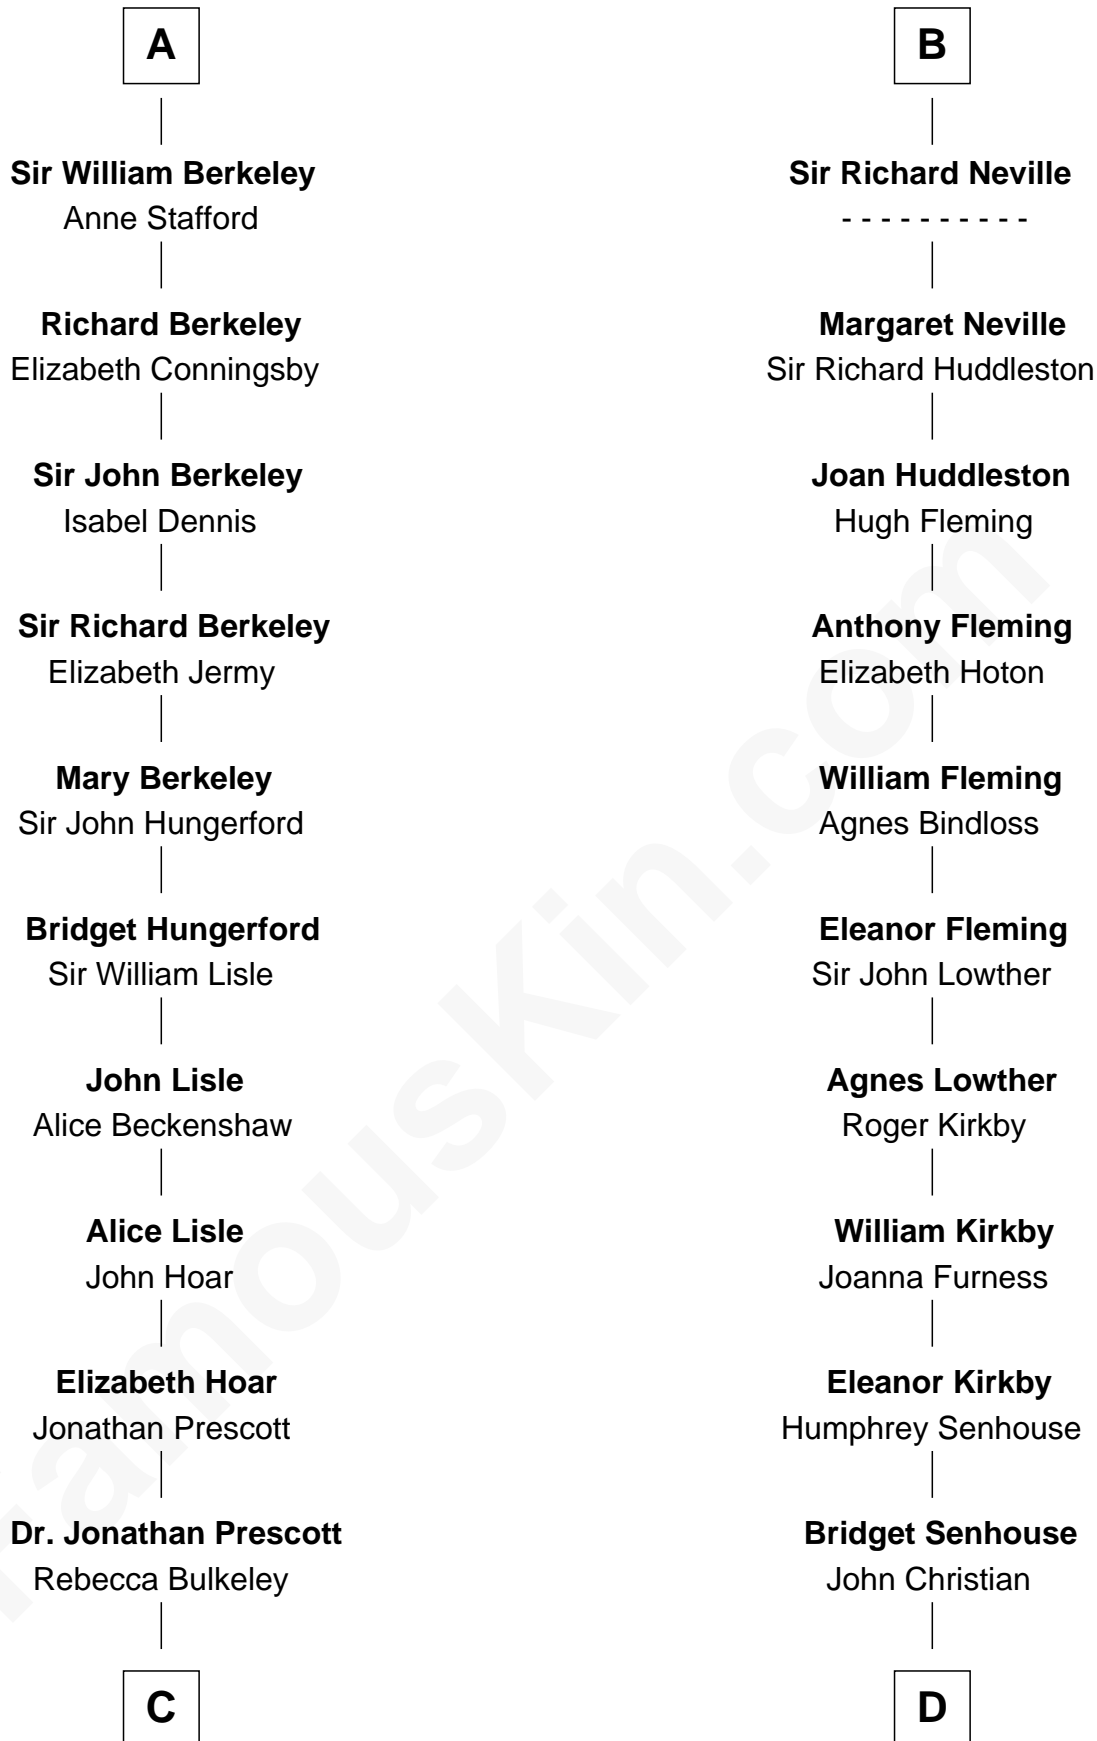 A
Sir William Berkeley
Anne Stafford
Richard Berkeley
Elizabeth Conningsby
Sir John Berkeley
Isabel Dennis
Sir Richard Berkeley
Elizabeth Jermy
Mary Berkeley
Sir John Hungerford
Bridget Hungerford
Sir William Lisle
John Lisle
Alice Beckenshaw
Alice Lisle
John Hoar
Elizabeth Hoar
Jonathan Prescott
Dr. Jonathan Prescott
Rebecca Bulkeley
C
B
Sir Richard Neville
- - - - - - - - - -
Margaret Neville
Sir Richard Huddleston
Joan Huddleston
Hugh Fleming
Anthony Fleming
Elizabeth Hoton
William Fleming
Agnes Bindloss
Eleanor Fleming
Sir John Lowther
Agnes Lowther
Roger Kirkby
William Kirkby
Joanna Furness
Eleanor Kirkby
Humphrey Senhouse
Bridget Senhouse
John Christian
D
FamousKin.com